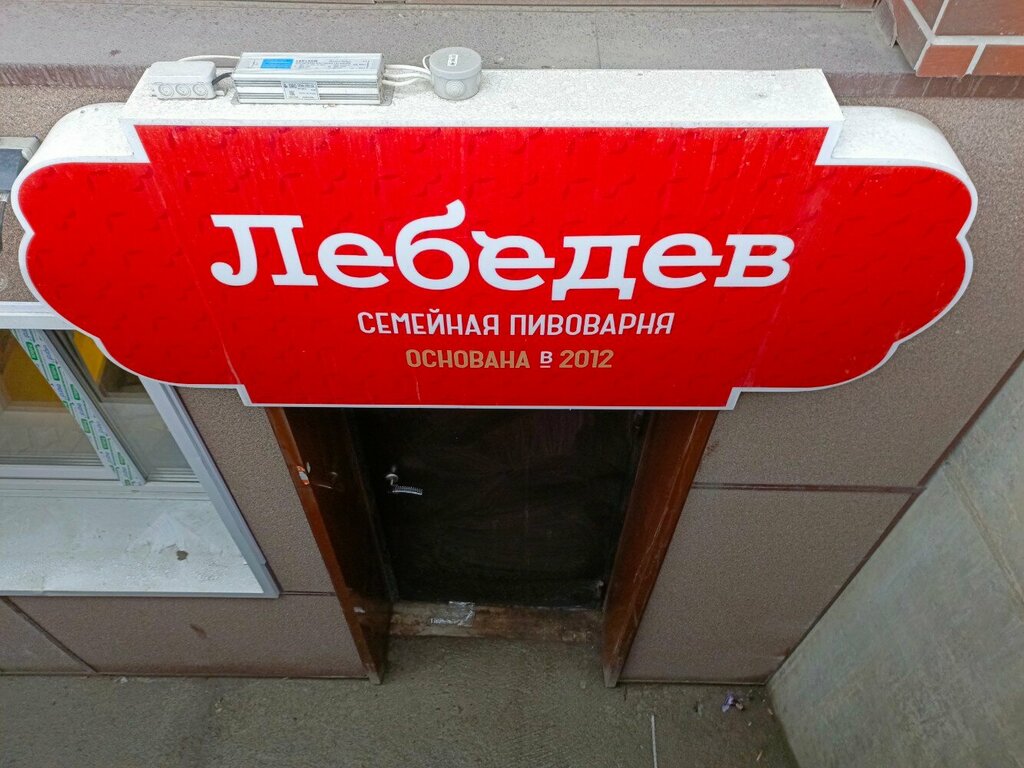 Лебедев
СЕМЕЙНАЯ ПИВОВАРНЯ
ОСНОВАНА В 2012